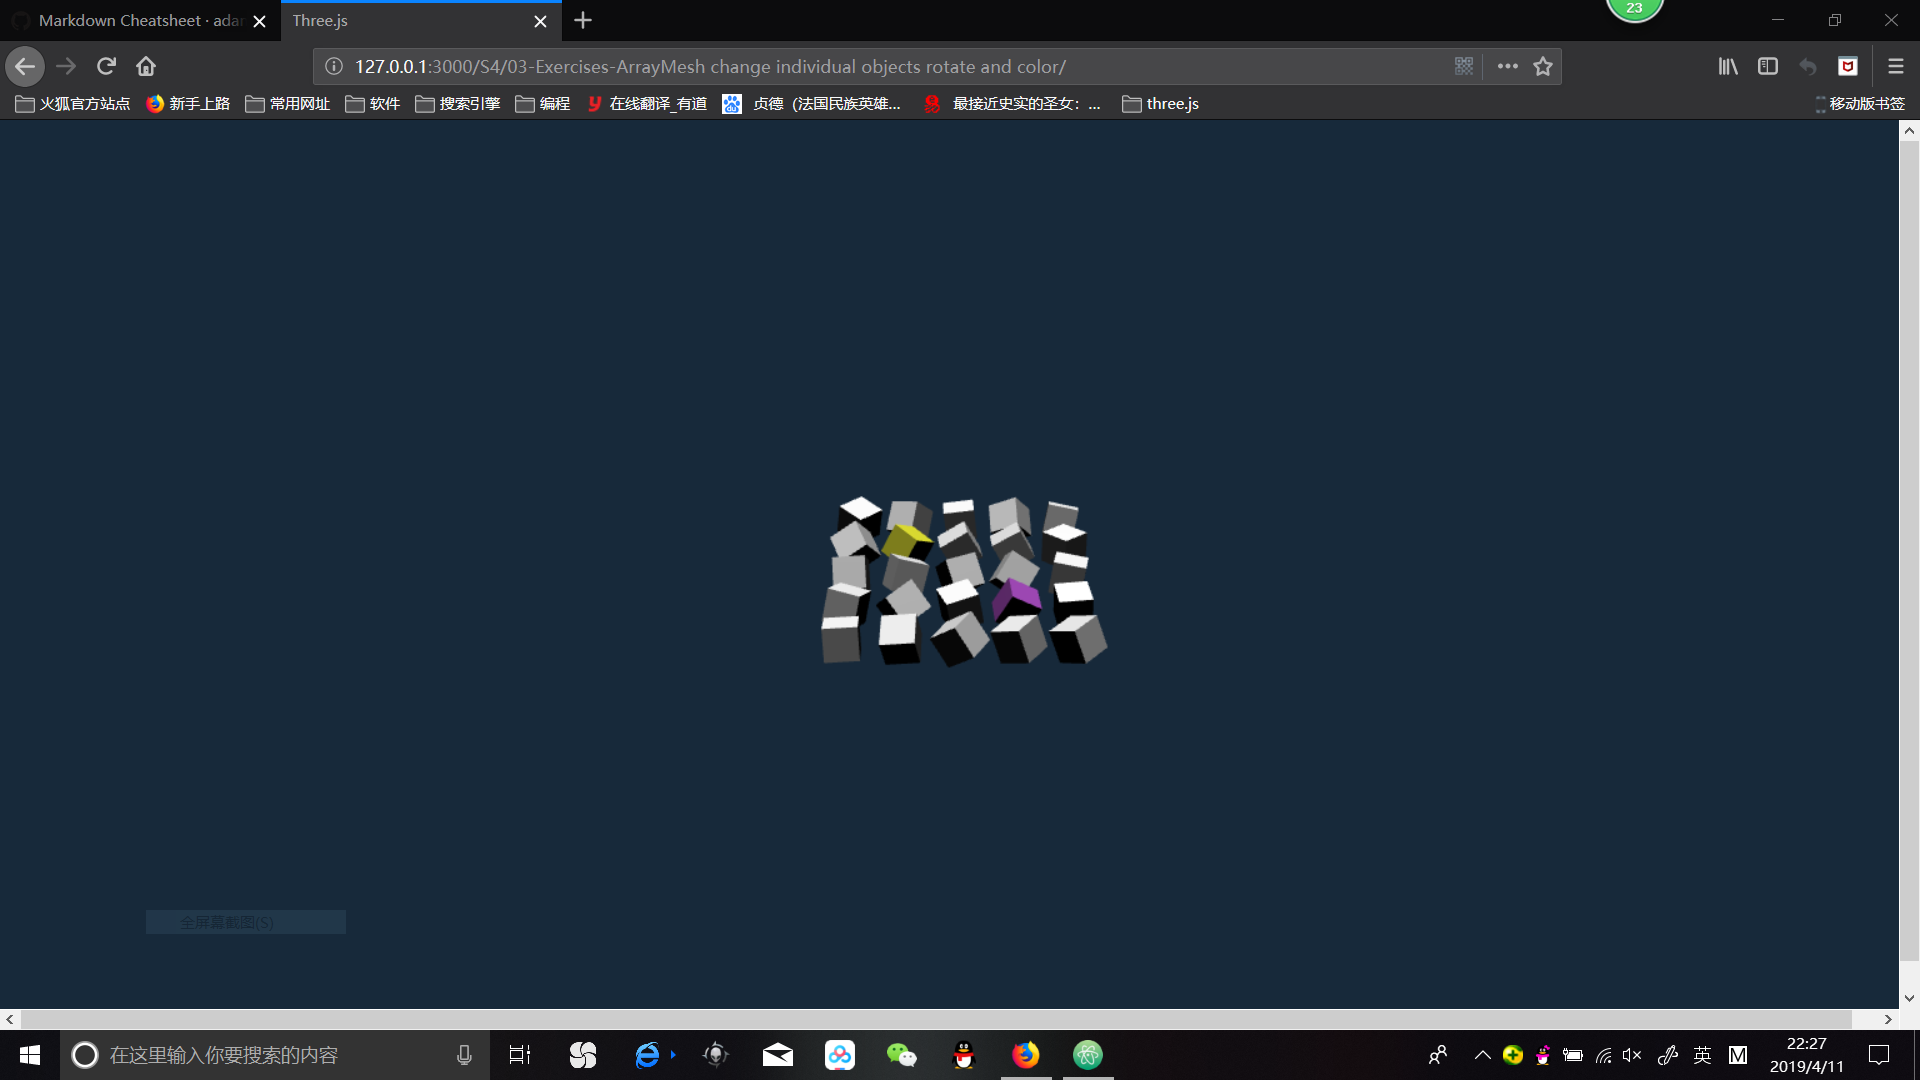 Markdown Cheatsheet · adar
Three.js
23
127.0.0.1:3000/S4/03-Exercises-ArrayMesh change individual objects rotate and color/
火狐官方站点
新手上路
常用网址
软件
搜索引擎
编程
在线翻译_有道
贞德（法国民族英雄...
最接近史实的圣女：...
three.js
移动版书签
全屏幕截图(S)
在这里输入你要搜索的内容
英
M
22:27
2019/4/11